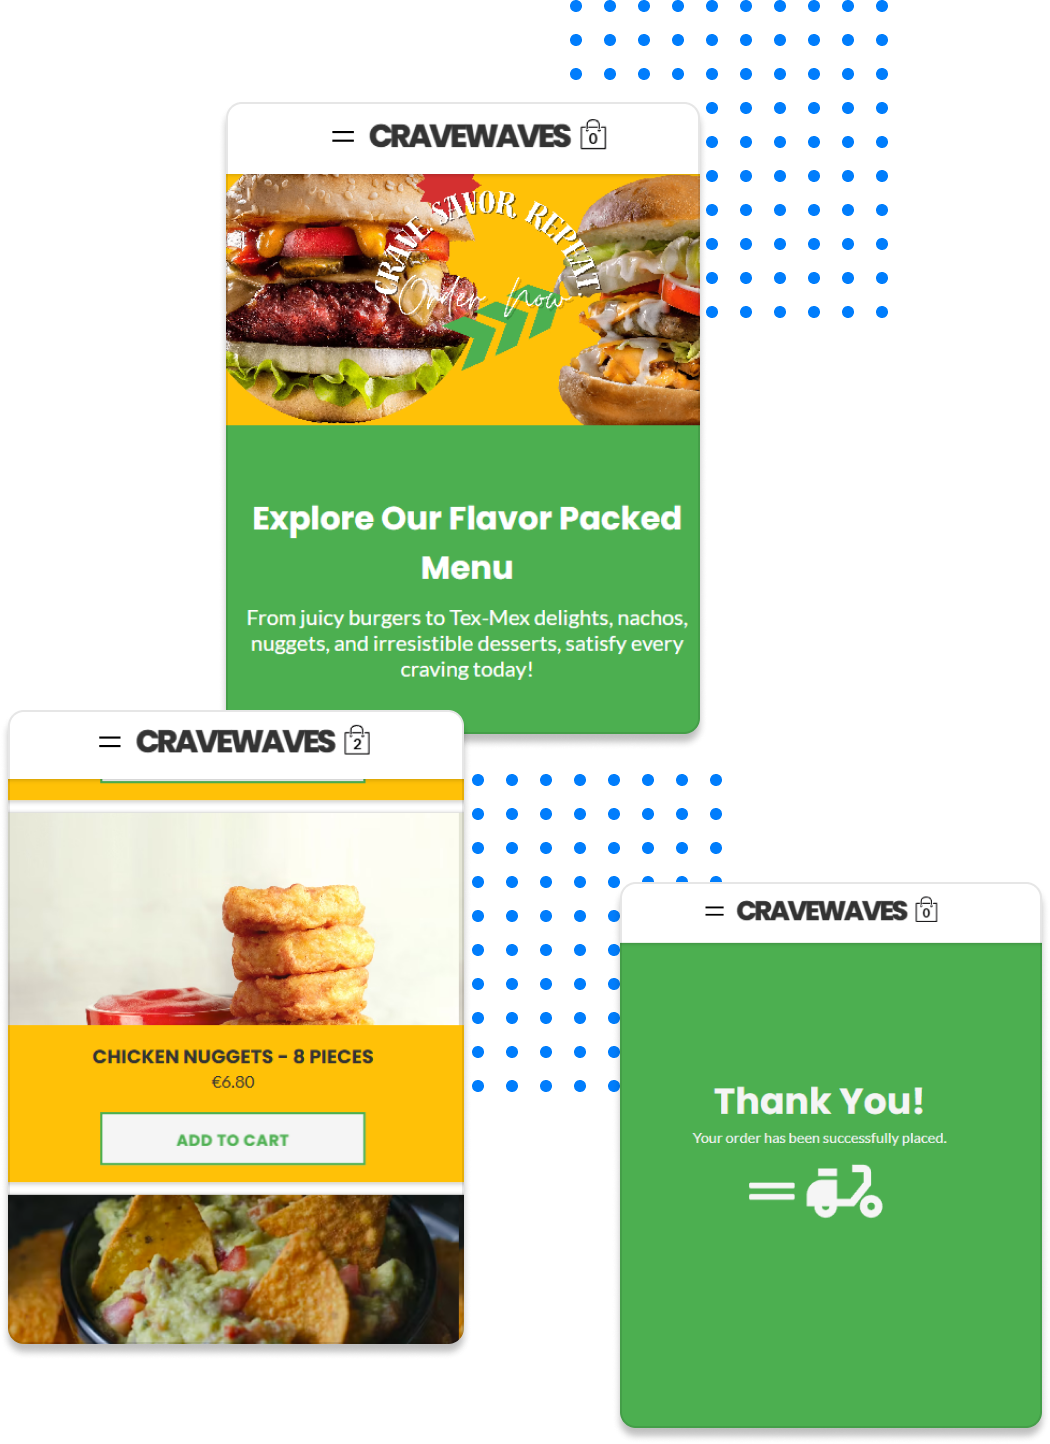 CRAVEWAVES 0
CRAVE SAVOR REPEAT.
Order Now
Explore Our Flavor Packed
Menu
From juicy burgers to Tex-Mex delights, nachos,
nuggets, and irresistible desserts, satisfy every
craving today!
CRAVEWAVES 2
CHICKEN NUGGETS – 8 PIECES
€6.80
ADD TO CART
CRAVEWAVES 0
Thank You!
Your order has been successfully placed.